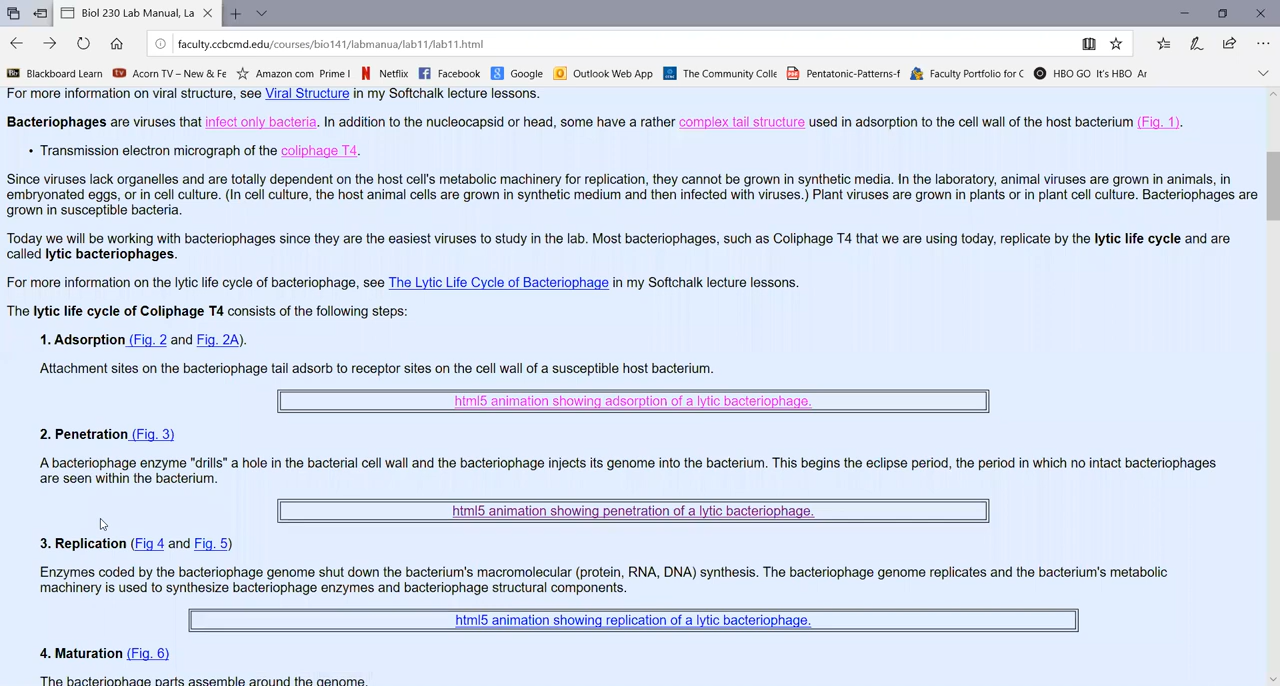 Biol 230 Lab Manual, La
faculty.ccbcmd.edu/courses/bio141/labmanua/lab11/lab11.html
Blackboard Learn Acorn TV – New & Fe Amazon com Prime I Netflix Facebook Google Outlook Web App The Community Colle Pentatonic-Patterns-f Faculty Portfolio for C HBO GO It's HBO Ar
For more information on viral structure, see Viral Structure in my Softchalk lecture lessons.
Bacteriophages are viruses that infect only bacteria. In addition to the nucleocapsid or head, some have a rather complex tail structure used in adsorption to the cell wall of the host bacterium (Fig. 1).
• Transmission electron micrograph of the coliphage T4.
Since viruses lack organelles and are totally dependent on the host cell's metabolic machinery for replication, they cannot be grown in synthetic media. In the laboratory, animal viruses are grown in animals, in
embryonated eggs, or in cell culture. (In cell culture, the host animal cells are grown in synthetic medium and then infected with viruses.) Plant viruses are grown in plants or in plant cell culture. Bacteriophages are
grown in susceptible bacteria.
Today we will be working with bacteriophages since they are the easiest viruses to study in the lab. Most bacteriophages, such as Coliphage T4 that we are using today, replicate by the lytic life cycle and are
called lytic bacteriophages.
For more information on the lytic life cycle of bacteriophage, see The Lytic Life Cycle of Bacteriophage in my Softchalk lecture lessons.
The lytic life cycle of Coliphage T4 consists of the following steps:
1. Adsorption (Fig. 2 and Fig. 2A).
Attachment sites on the bacteriophage tail adsorb to receptor sites on the cell wall of a susceptible host bacterium.
html5 animation showing adsorption of a lytic bacteriophage.
2. Penetration (Fig. 3)
A bacteriophage enzyme "drills" a hole in the bacterial cell wall and the bacteriophage injects its genome into the bacterium. This begins the eclipse period, the period in which no intact bacteriophages
are seen within the bacterium.
html5 animation showing penetration of a lytic bacteriophage.
3. Replication (Fig 4 and Fig. 5)
Enzymes coded by the bacteriophage genome shut down the bacterium's macromolecular (protein, RNA, DNA) synthesis. The bacteriophage genome replicates and the bacterium's metabolic
machinery is used to synthesize bacteriophage enzymes and bacteriophage structural components.
html5 animation showing replication of a lytic bacteriophage.
4. Maturation (Fig. 6)
The bacteriophage parts assemble around the genome.